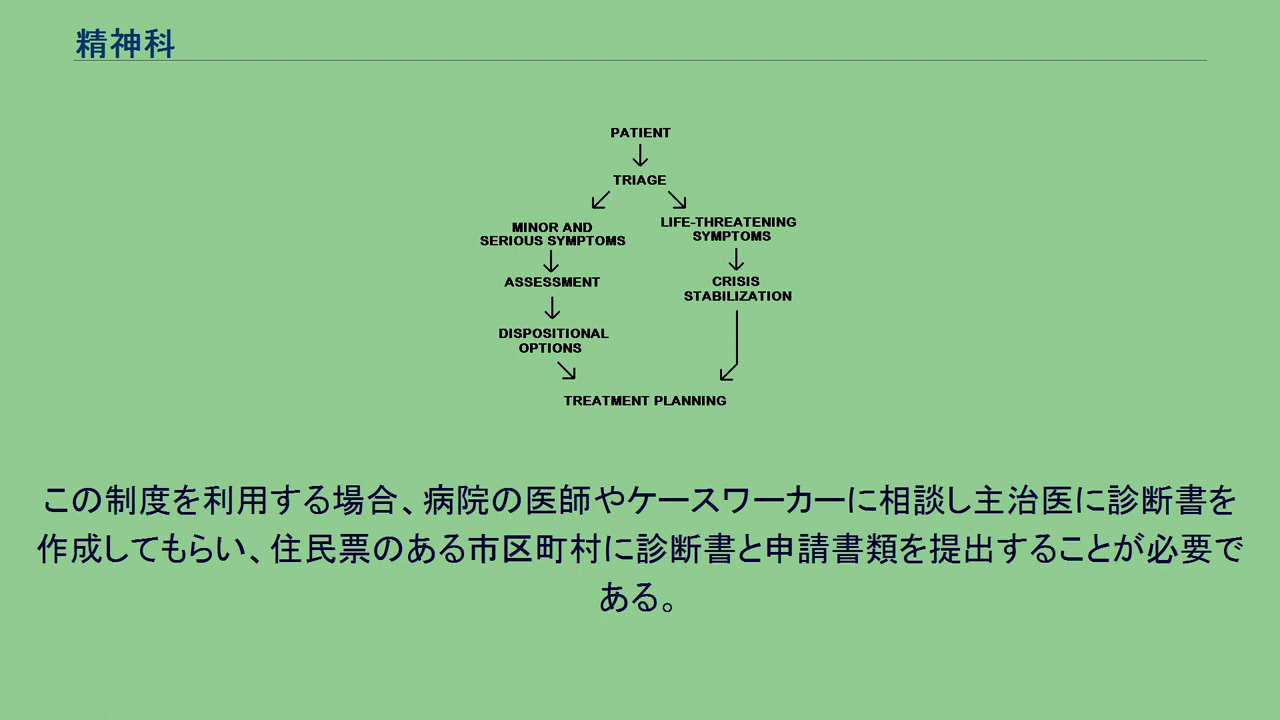 精神科
PATIENT
TRIAGE
MINOR AND
SERIOUS SYMPTOMS
LIFE-THREATENING
SYMPTOMS
ASSESSMENT
CRISIS
STABILIZATION
DISPOSITIONAL
OPTIONS
TREATMENT PLANNING
この制度を利用する場合、病院の医師やケースワーカーに相談し主治医に診断書を
作成してもらい、住民票のある市区町村に診断書と申請書類を提出することが必要で
ある。